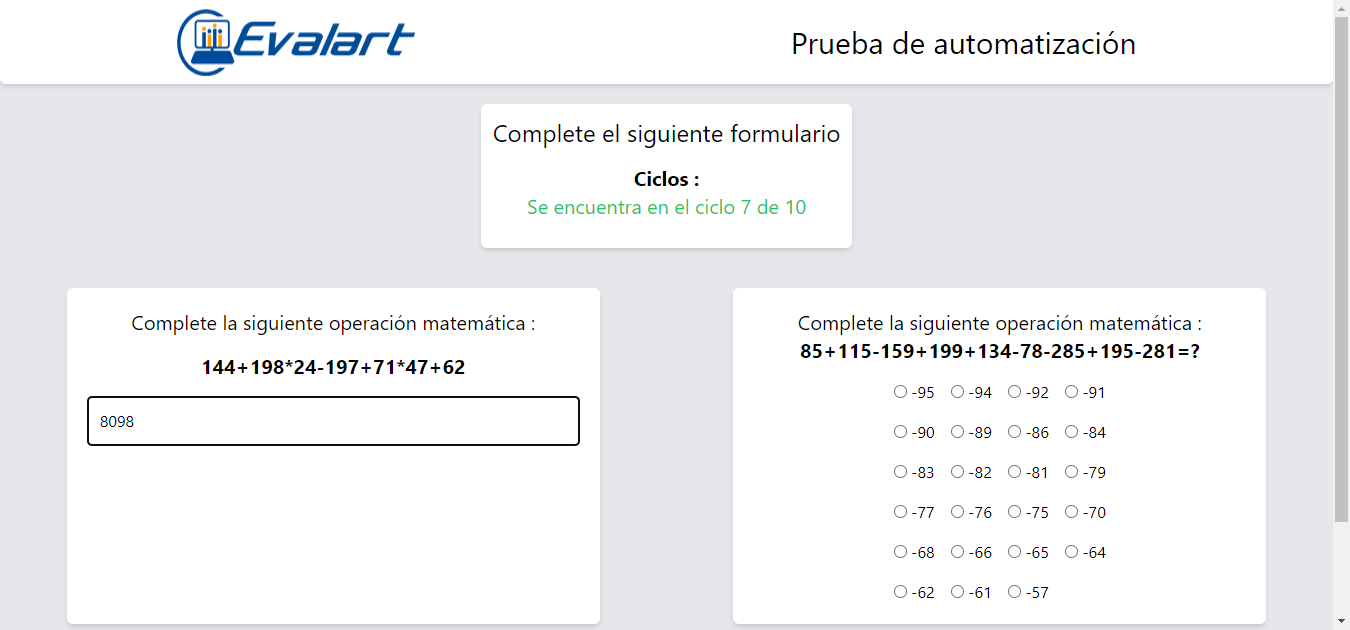 Evalart
Prueba de automatización
Complete el siguiente formulario
Ciclos :
Se encuentra en el ciclo 7 de 10
Complete la siguiente operación matemática :
144+198*24-197+71*47+62
8098
Complete la siguiente operación matemática :
85+115-159+199+134-78-285+195-281=?
-95 -94 -92 -91
-90 -89 -86 -84
-83 -82 -81 -79
-77 -76 -75 -70
-68 -66 -65 -64
-62 -61 -57